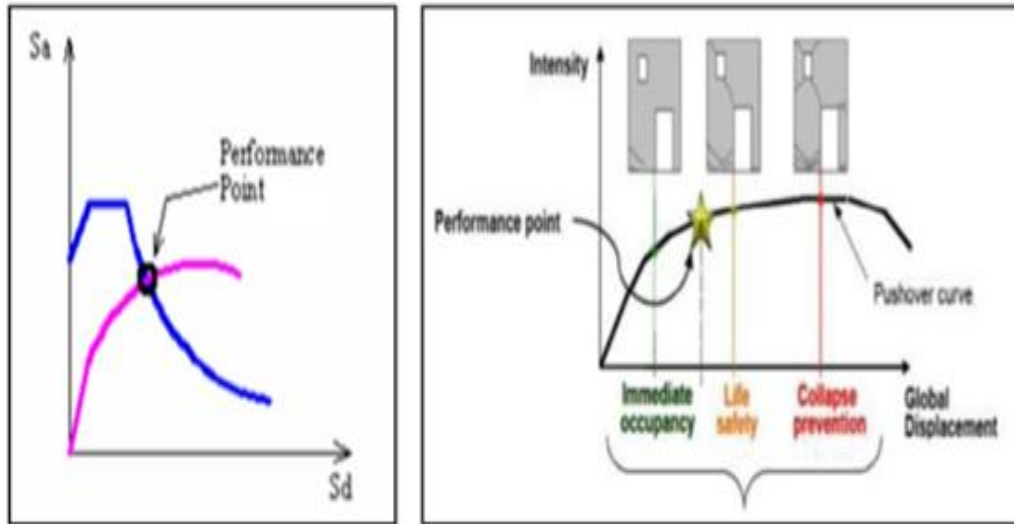 Sa
Performance
Point
Sd
Intensity
Performance point
Pushover curve
Immediate
occupancy
Life
safety
Collapse
prevention
Global
Displacement